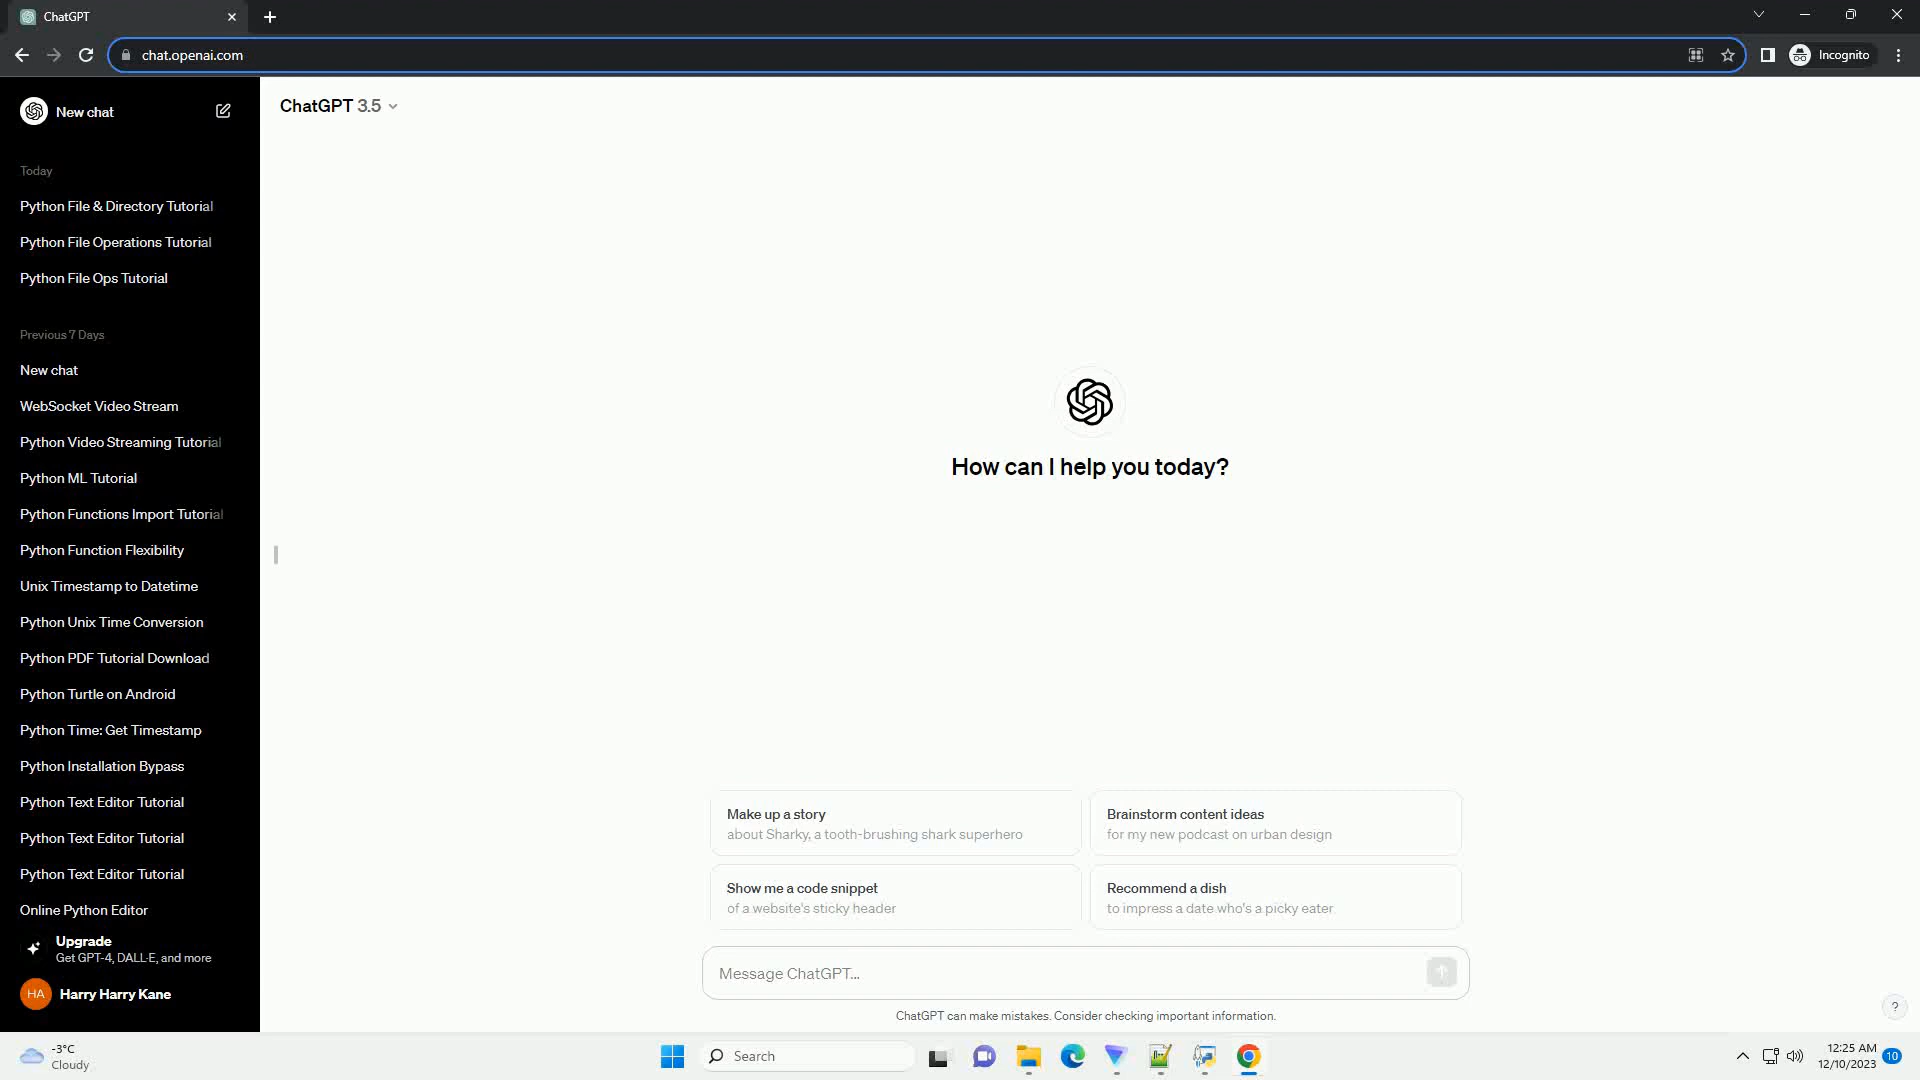 ChatGPT
chat.openai.com
Incognito
New chat
ChatGPT 3.5
Today
Python File & Directory Tutorial
Python File Operations Tutorial
Python File Ops Tutorial
Previous 7 Days
New chat
WebSocket Video Stream
Python Video Streaming Tutorial
Python ML Tutorial
Python Functions Import Tutorial
Python Function Flexibility
Unix Timestamp to Datetime
Python Unix Time Conversion
Python PDF Tutorial Download
Python Turtle on Android
Python Time: Get Timestamp
Python Installation Bypass
Python Text Editor Tutorial
Python Text Editor Tutorial
Python Text Editor Tutorial
Online Python Editor
Upgrade
Get GPT-4, DALL·E, and more
HA
Harry Harry Kane
How can I help you today?
Make up a story
about Sharky, a tooth-brushing shark superhero
Brainstorm content ideas
for my new podcast on urban design
Show me a code snippet
of a website's sticky header
Recommend a dish
to impress a date who's a picky eater
Message ChatGPT...
ChatGPT can make mistakes. Consider checking important information.
?
-3°C
Cloudy
Search
12:25 AM
12/10/2023
10